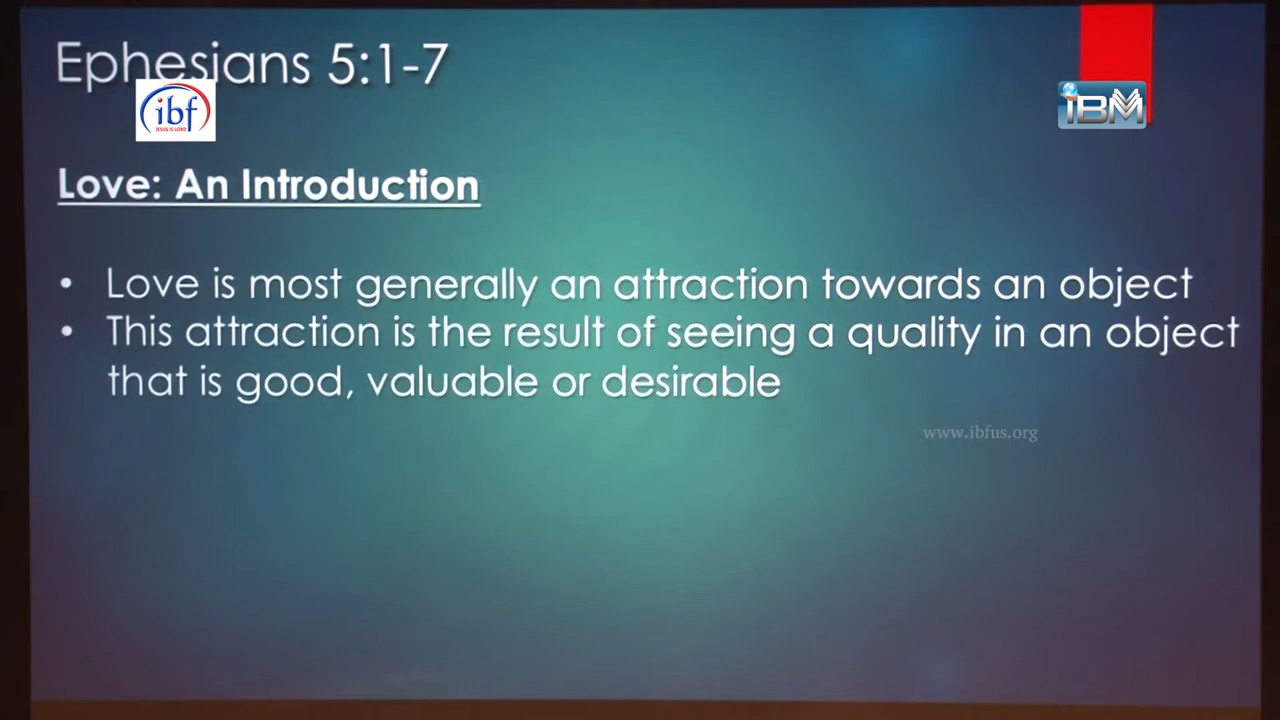 Ephesians 5:1-7
ibf
JESUS IS LORD
iBM
Love: An Introduction
• Love is most generally an attraction towards an object
• This attraction is the result of seeing a quality in an object
that is good, valuable or desirable
www.ibfus.org